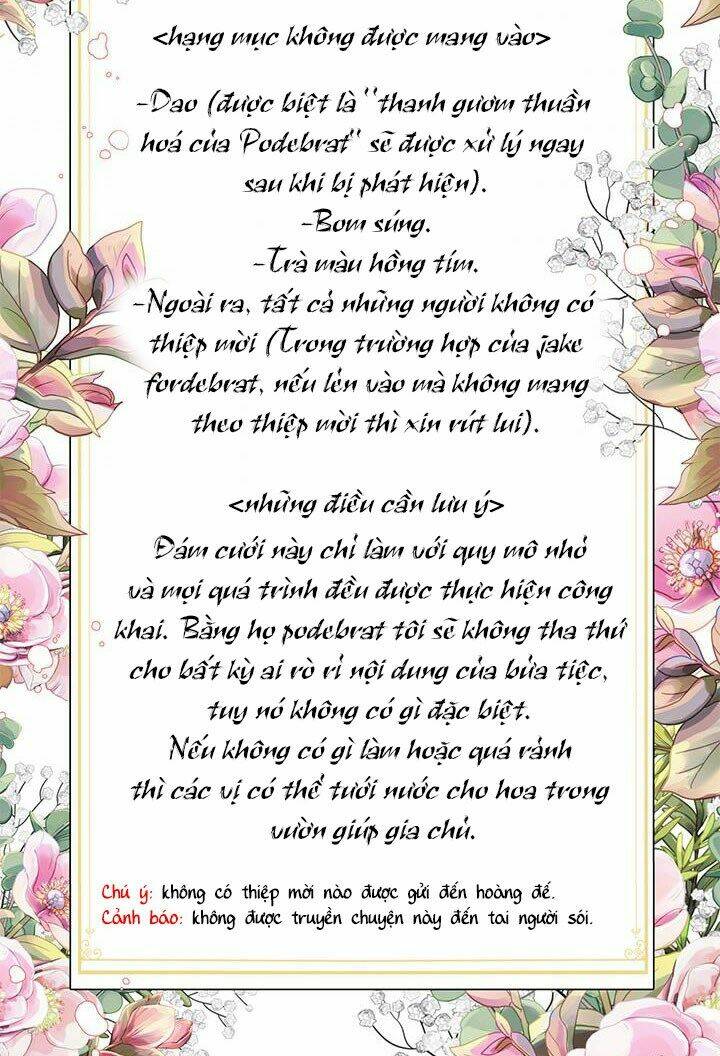 <hạng mục không được mang vào>
-Dao (được biệt là "thanh gươm thuần
hoá của Podebrat" sẽ được xử lý ngay
sau khi bị phát hiện).
-Bom súng.
-Trà màu hồng tím.
-Ngoài ra, tất cả những người không có
thiệp mời (Trong trường hợp của jake
fordebrat, nếu lẻn vào mà không mang
theo thiệp mời thì xin rút lui).
<những điều cần lưu ý>
Đám cưới này chỉ làm với quy mô nhỏ
và mọi quá trình đều được thực hiện công
khai. Bằng họ podebrat tôi sẽ không tha thứ
cho bất kỳ ai rò rỉ nội dung của bửa tiệc,
tuy nó không có gì đặc biệt.
Nếu không có gì làm hoặc quá rảnh
thì các vị có thể tưới nước cho hoa trong
vườn giúp gia chủ.
Chú ý: không có thiệp mời nào được gửi đến hoàng đế.
Cảnh báo: không được truyền chuyện này đến tai người sói.